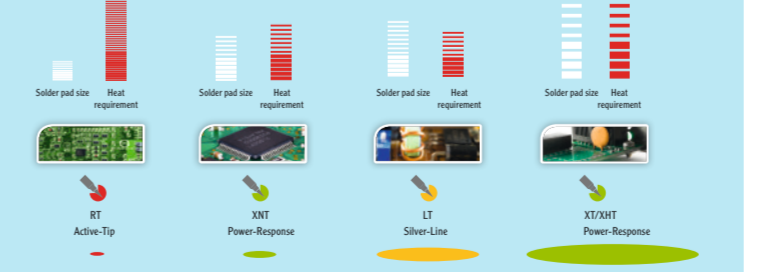 Solder pad size Heat requirement
Solder pad size Heat requirement
Solder pad size Heat requirement
Solder pad size Heat requirement
RT
Active-Tip
XNT
Power-Response
LT
Silver-Line
XT/XHT
Power-Response